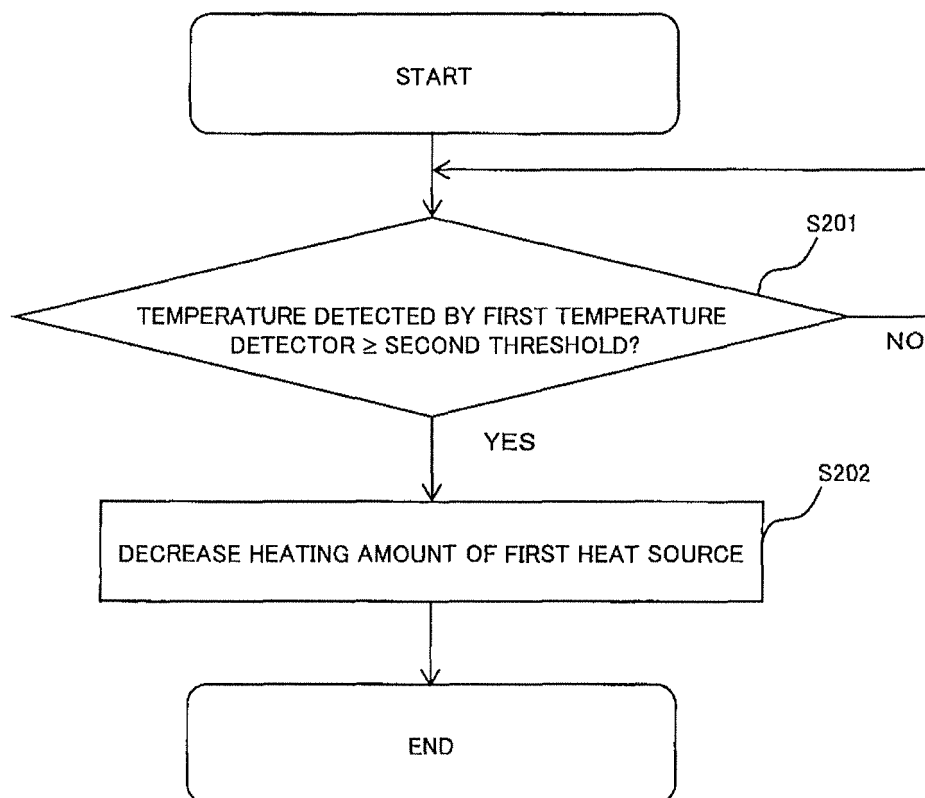 START
S201
TEMPERATURE DETECTED BY FIRST TEMPERATURE
DETECTOR ≥ SECOND THRESHOLD?
NO
YES
S202
DECREASE HEATING AMOUNT OF FIRST HEAT SOURCE
END